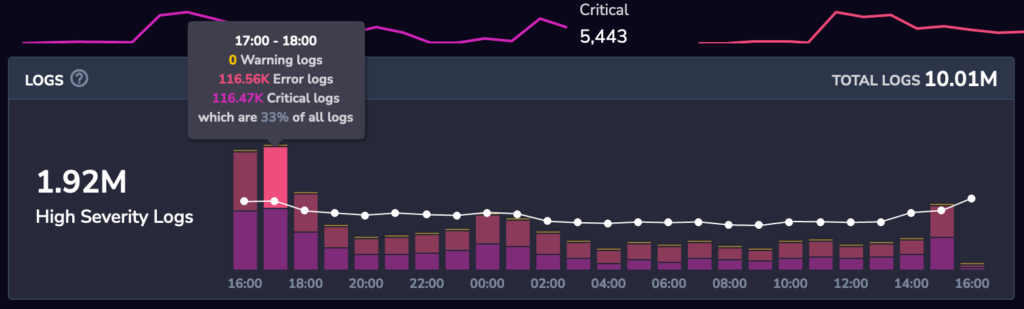 Critical
5,443
17:00 - 18:00
0 Warning logs
116.56K Error logs
116.47K Critical logs
which are 33% of all logs
LOGS ?
TOTAL LOGS 10.01M
1.92M
High Severity Logs
16:00 18:00 20:00 22:00 00:00 02:00 04:00 06:00 08:00 10:00 12:00 14:00 16:00